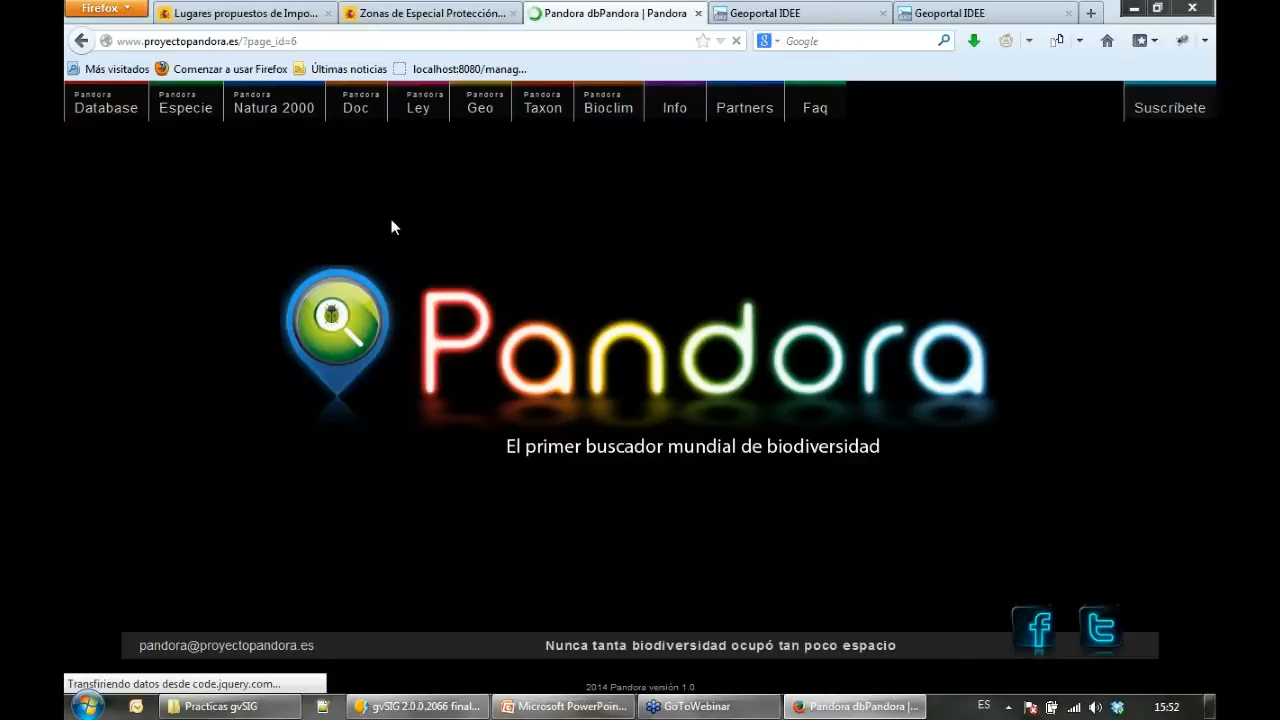 Firefox
Lugares propuestos de Impo...
Zonas de Especial Protección...
Pandora dbPandora | Pandora
Geoportal IDEE
Geoportal IDEE
www.proyectopandora.es/?page_id=6
Google
Más visitados
Comenzar a usar Firefox
Últimas noticias
localhost:8080/manag...
Pandora Database
Pandora Especie
Pandora Natura 2000
Pandora Doc
Pandora Ley
Pandora Geo
Pandora Taxon
Pandora Bioclim
Info
Partners
Faq
Suscríbete
Pandora
El primer buscador mundial de biodiversidad
pandora@proyectopandora.es
Nunca tanta biodiversidad ocupó tan poco espacio
Transfiriendo datos desde code.jquery.com...
2014 Pandora versión 1.0
Practicas gvSIG
gvSIG 2.0.0.2066 final...
Microsoft PowerPoin...
GoToWebinar
Pandora dbPandora |...
ES
15:52